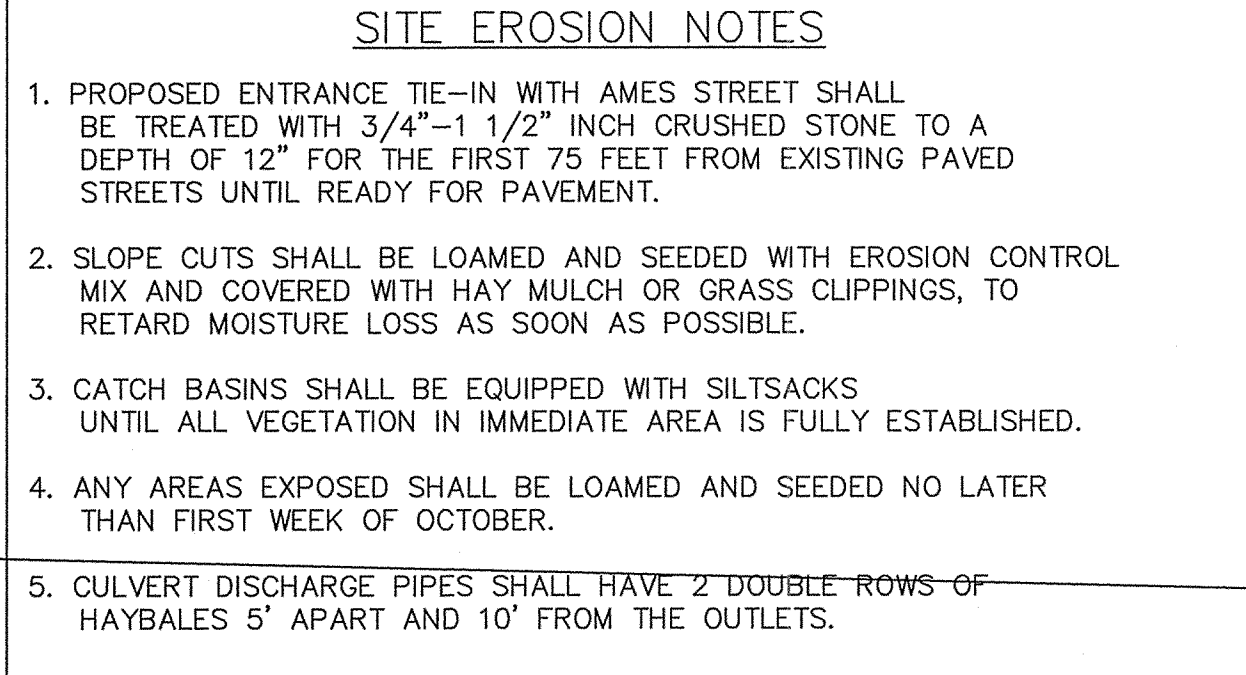 SITE EROSION NOTES
1. PROPOSED ENTRANCE TIE-IN WITH AMES STREET SHALL
BE TREATED WITH 3/4"-1 1/2" INCH CRUSHED STONE TO A
DEPTH OF 12" FOR THE FIRST 75 FEET FROM EXISTING PAVED
STREETS UNTIL READY FOR PAVEMENT.
2. SLOPE CUTS SHALL BE LOAMED AND SEEDED WITH EROSION CONTROL
MIX AND COVERED WITH HAY MULCH OR GRASS CLIPPINGS, TO
RETARD MOISTURE LOSS AS SOON AS POSSIBLE.
3. CATCH BASINS SHALL BE EQUIPPED WITH SILTSACKS
UNTIL ALL VEGETATION IN IMMEDIATE AREA IS FULLY ESTABLISHED.
4. ANY AREAS EXPOSED SHALL BE LOAMED AND SEEDED NO LATER
THAN FIRST WEEK OF OCTOBER.
5. CULVERT DISCHARGE PIPES SHALL HAVE 2 DOUBLE ROWS OF
HAYBALES 5' APART AND 10' FROM THE OUTLETS.